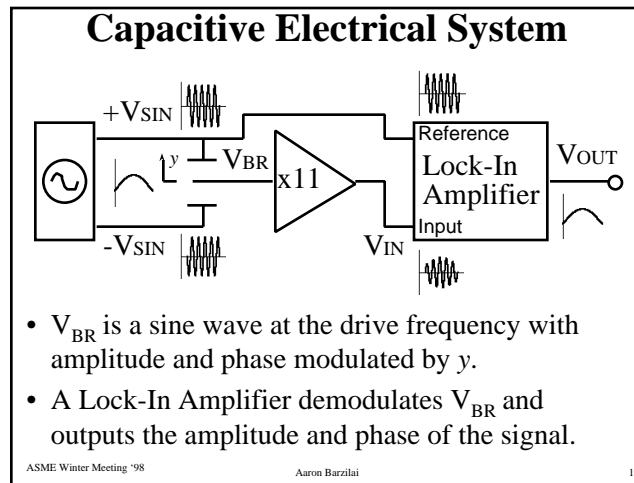 Capacitive Electrical System
+VSIN
Reference
y
VBR
x11
Lock-In
Amplifier
VOUT
Input
-VSIN
VIN
• VBR is a sine wave at the drive frequency with
amplitude and phase modulated by y.
• A Lock-In Amplifier demodulates VBR and
outputs the amplitude and phase of the signal.
ASME Winter Meeting ‘98
Aaron Barzilai
1